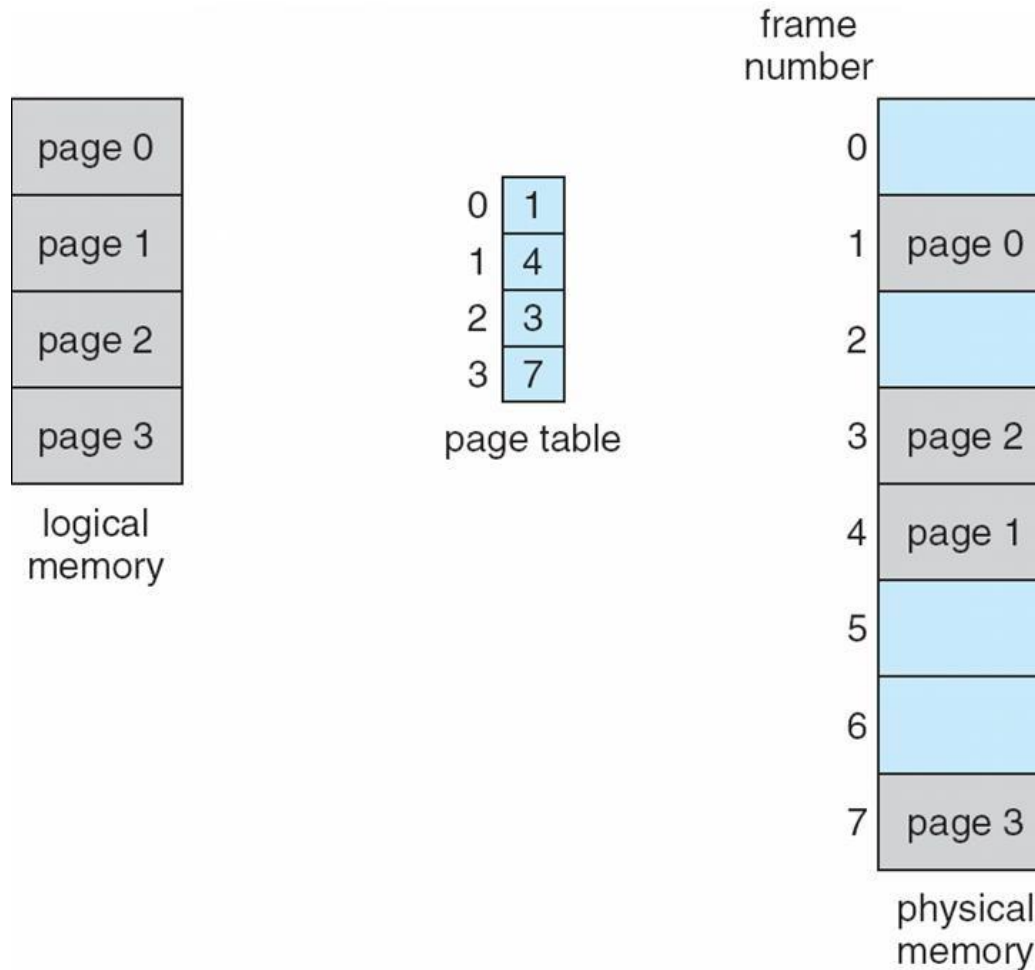 frame
number
page 0
page 1
page 2
page 3
logical
memory
0 1
1 4
2 3
3 7
page table
0
1 page 0
2
3 page 2
4 page 1
5
6
7 page 3
physical
memory